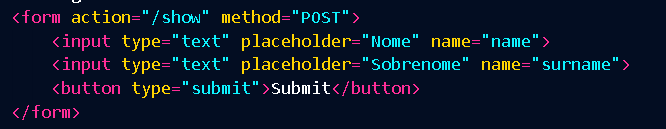 <form action="/show" method="POST">
    <input type="text" placeholder="Nome" name="name">
    <input type="text" placeholder="Sobrenome" name="surname">
    <button type="submit">Submit</button>
</form>